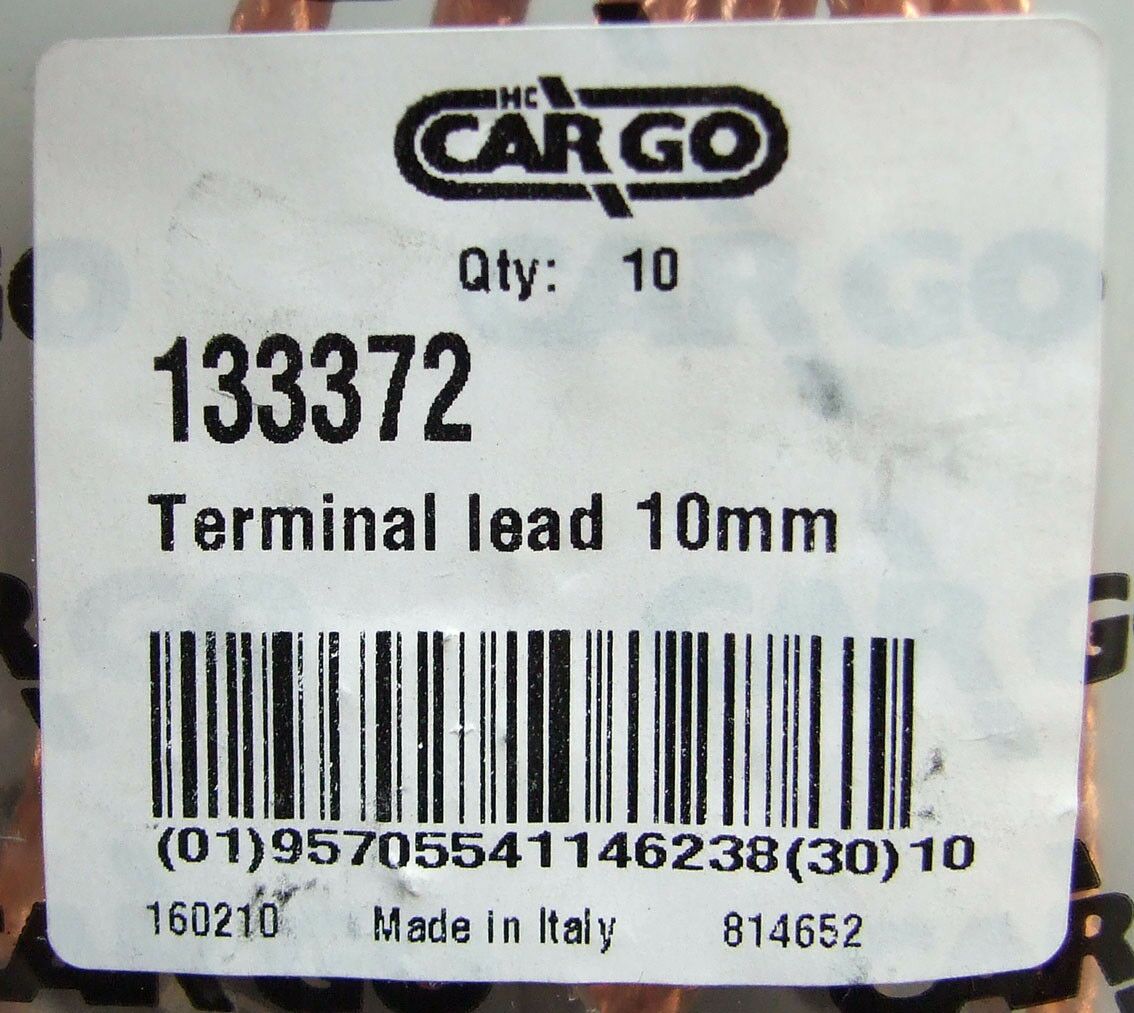 HC
CARGO
Qty: 10
133372
Terminal lead 10mm
(01)95705541146238(30)10
160210 Made in Italy 814652